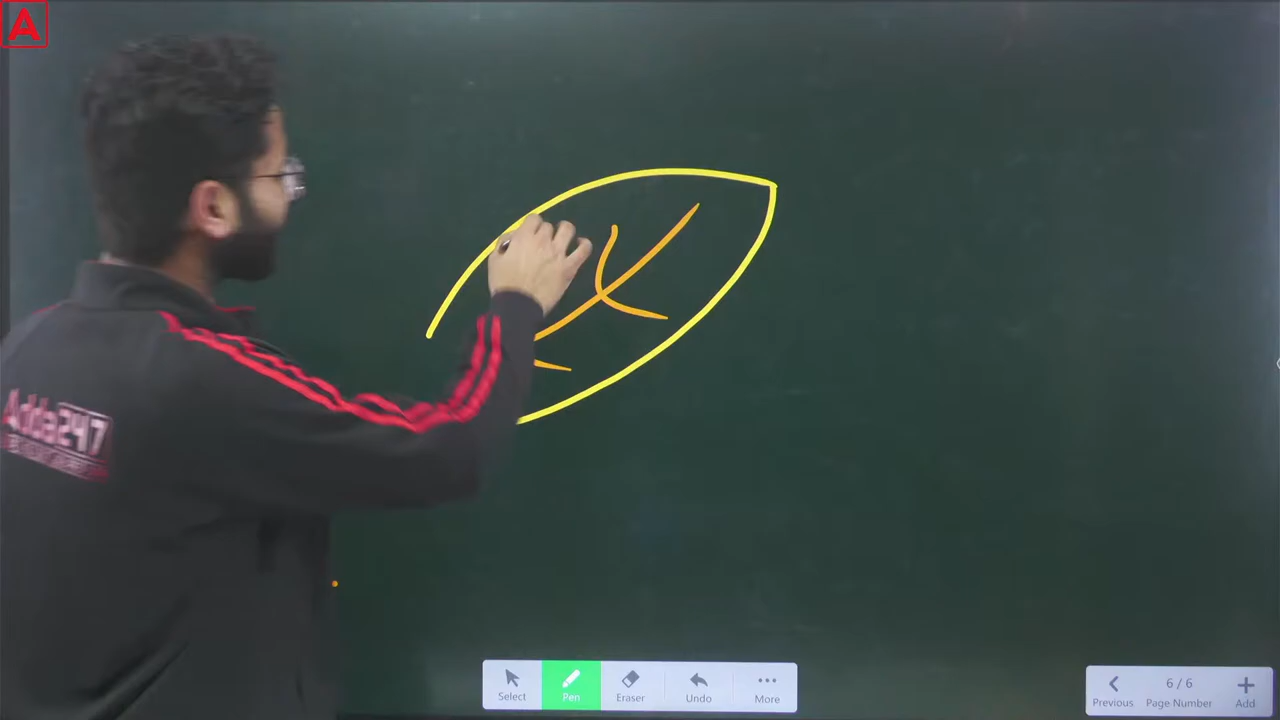 A
Adda247
Select
Pen
Eraser
Undo
More
Previous
6 / 6
Page Number
Add